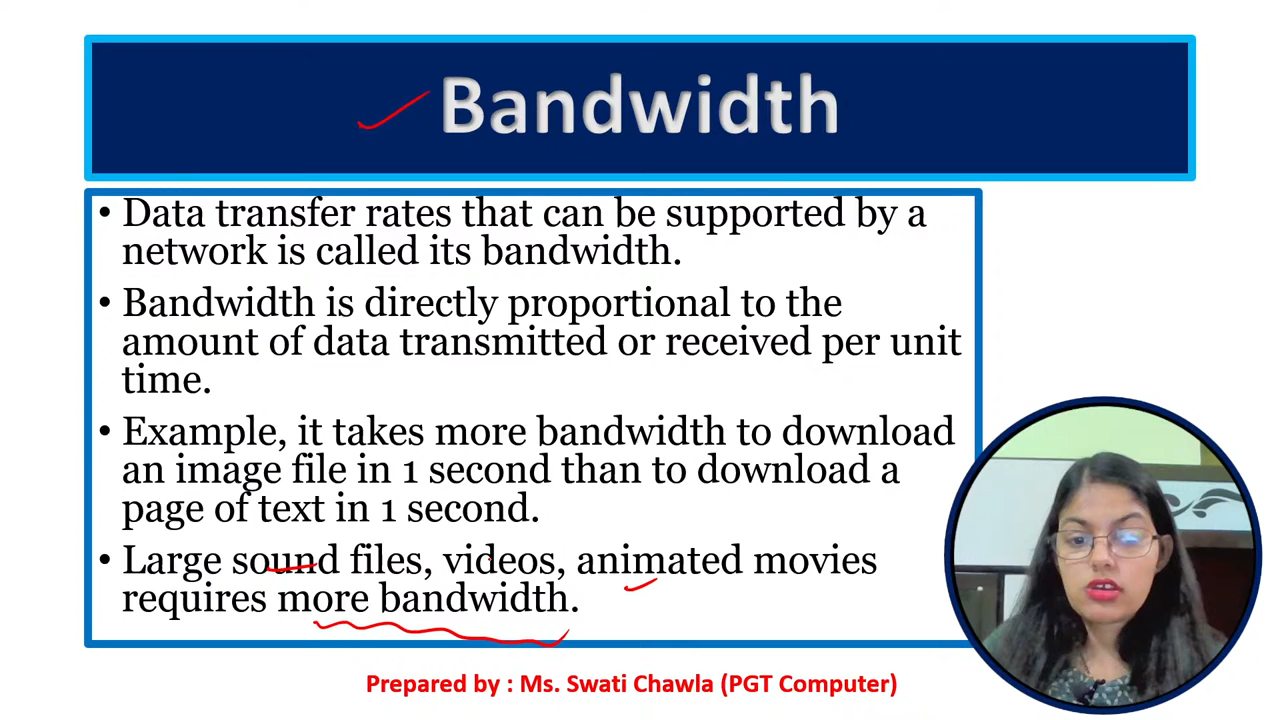 Bandwidth
• Data transfer rates that can be supported by a
network is called its bandwidth.
• Bandwidth is directly proportional to the
amount of data transmitted or received per unit
time.
• Example, it takes more bandwidth to download
an image file in 1 second than to download a
page of text in 1 second.
• Large sound files, videos, animated movies
requires more bandwidth.
Prepared by : Ms. Swati Chawla (PGT Computer)